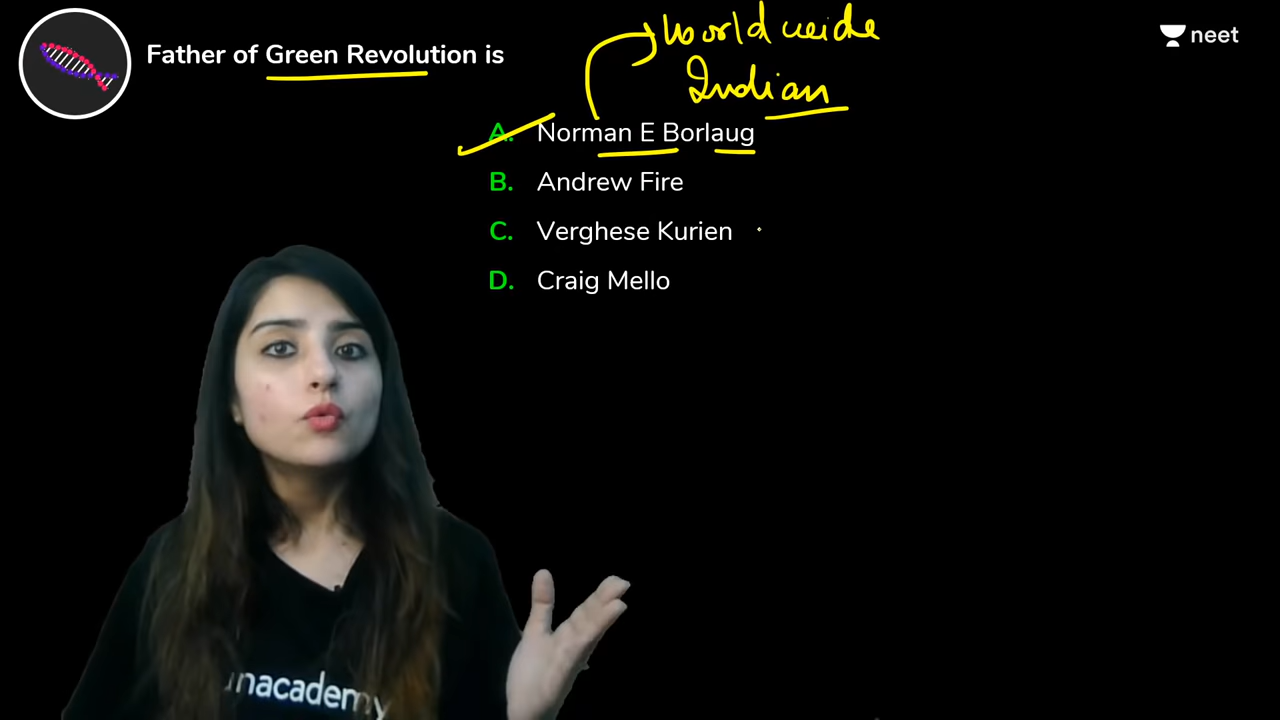 Father of Green Revolution is
World wide
Indian
neet
A. Norman E Borlaug
B. Andrew Fire
C. Verghese Kurien
D. Craig Mello
unacademy